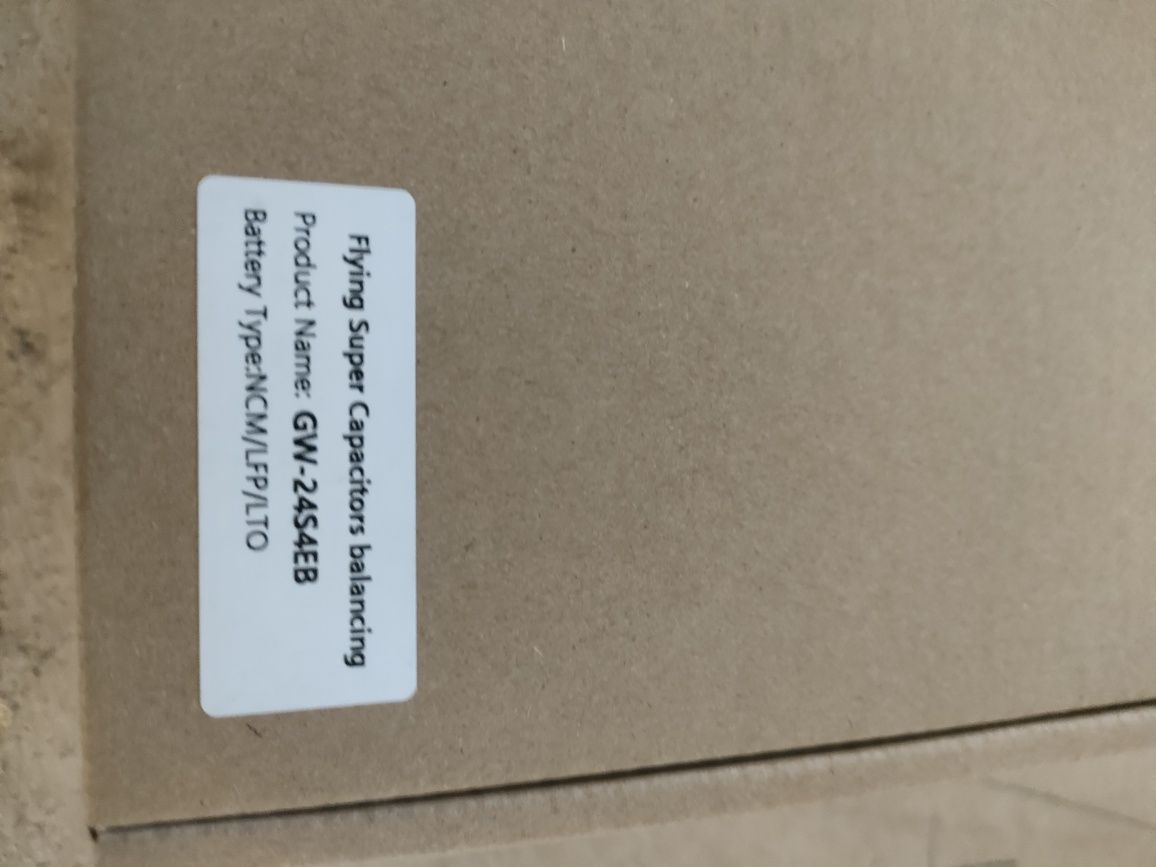 Flying Super Capacitors balancing
Product Name: GW-24S4EB
Battery Type:NCM/LFP/LTO